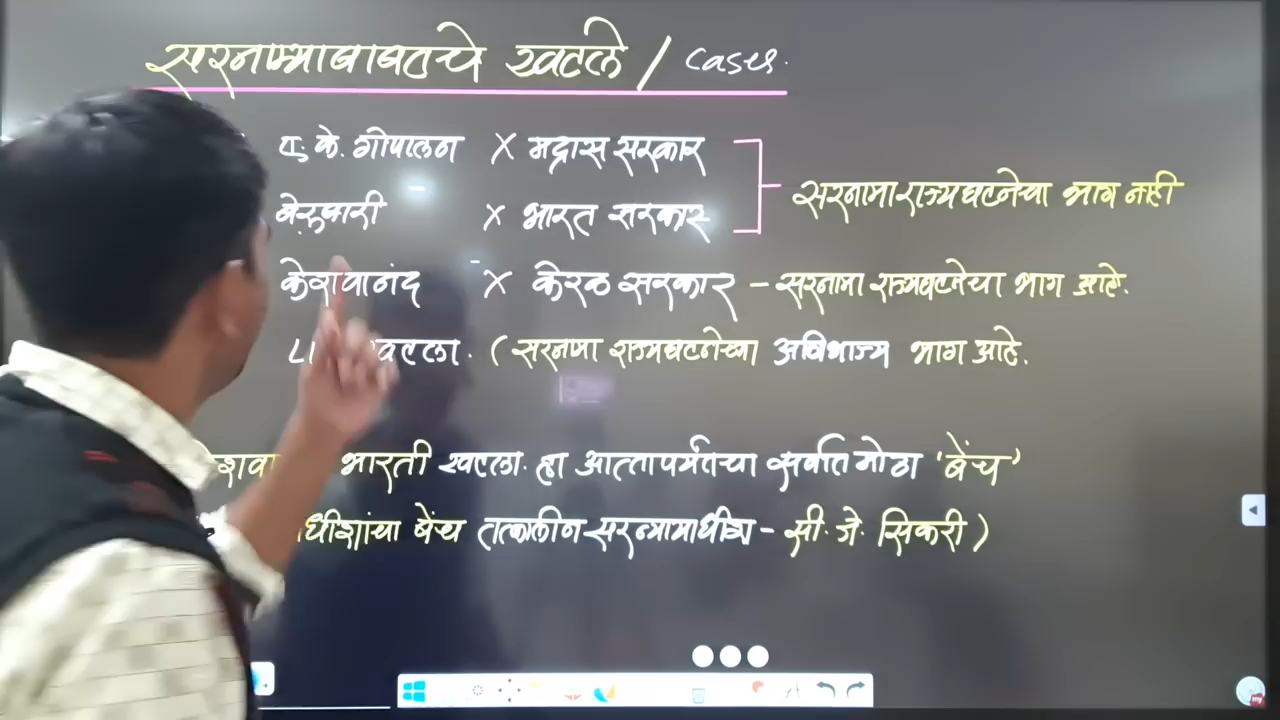 सरनाम्याबाबतचे खटले / Cases.
ए. के. गोपालन X मद्रास सरकार
बेरुबारी X भारत सरकार
सरनामा राज्यघटनेचा भाग नाही
केशवानंद X केरळ सरकार - सरनामा राज्यघटनेचा भाग आहे.
खटला. ( सरनामा राज्यघटनेचा अविभाज्य भाग आहे.
भारती खटला. हा आत्तापर्यंतचा सर्वात मोठा 'बेंच'
बेंच तत्कालीन सरन्यायाधीश - सी. जे. सिकरी )